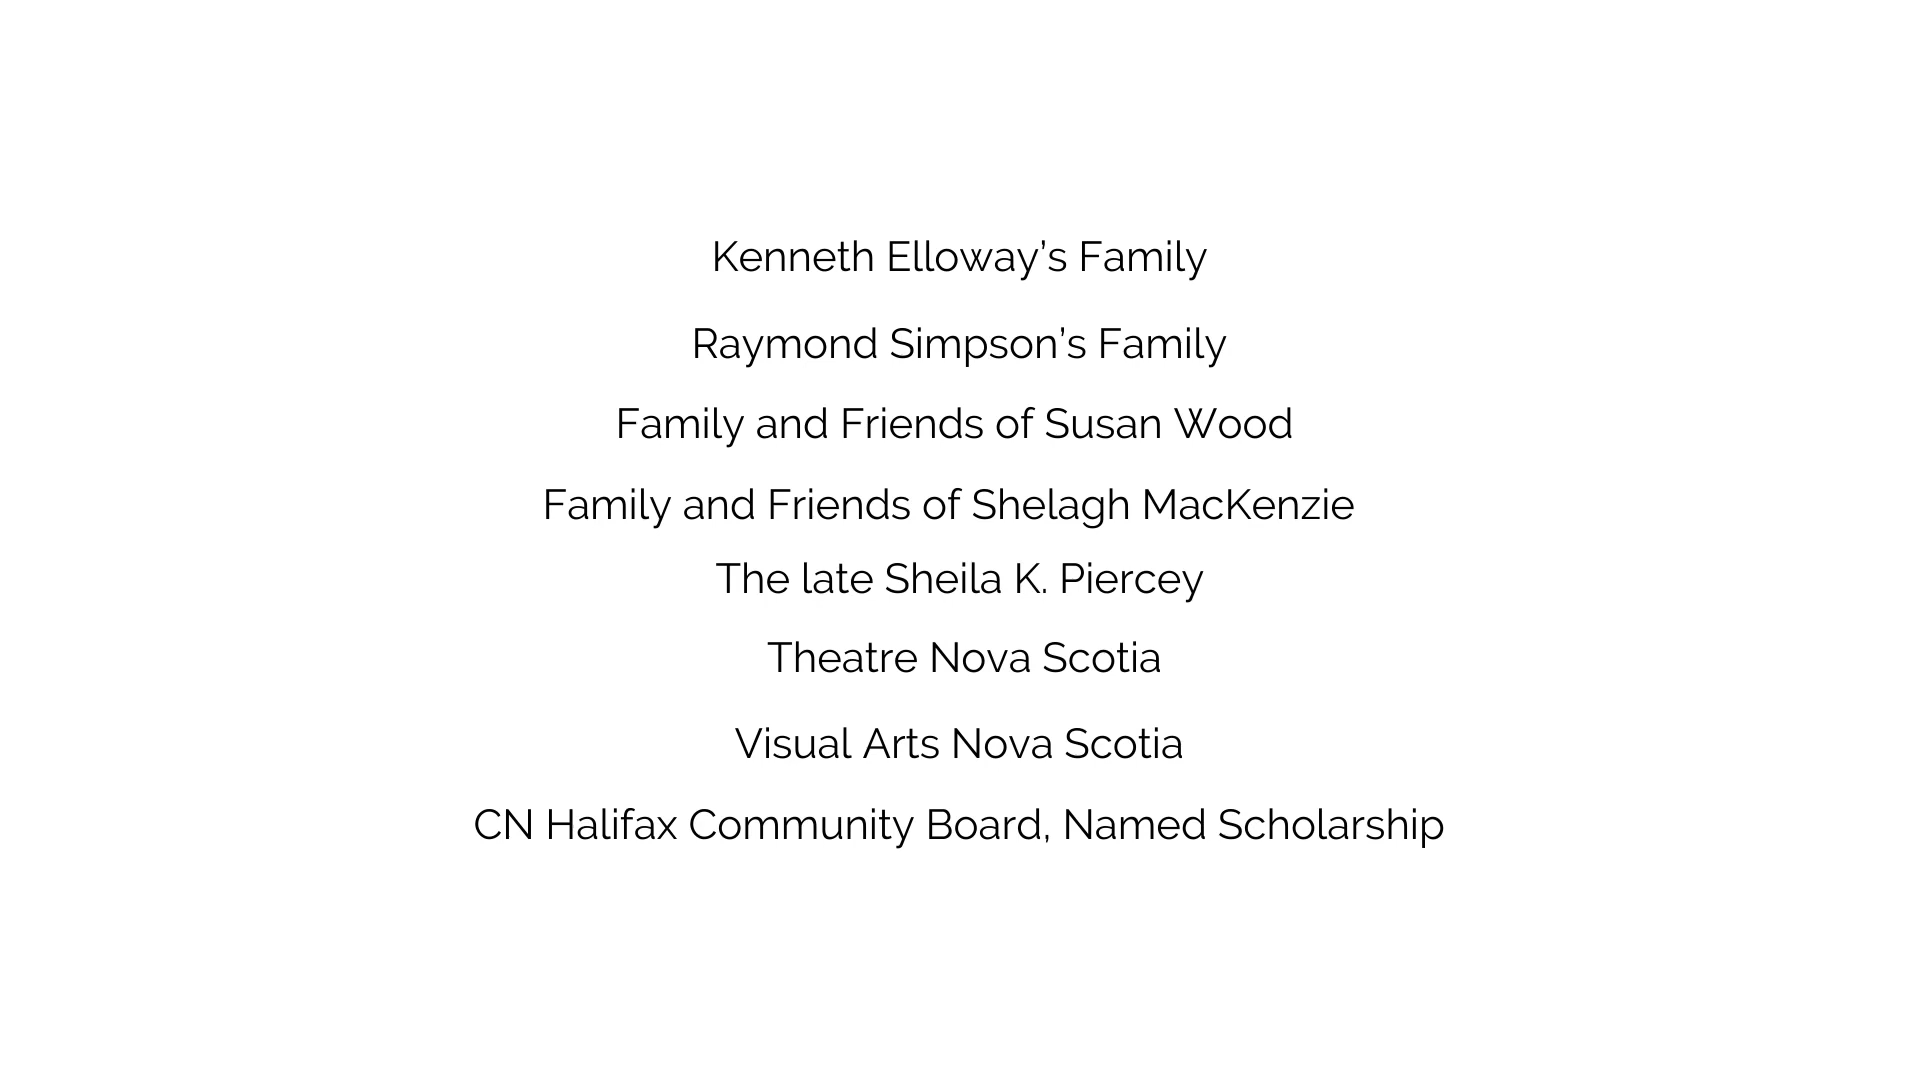 Kenneth Elloway’s Family
Raymond Simpson’s Family
Family and Friends of Susan Wood
Family and Friends of Shelagh MacKenzie
The late Sheila K. Piercey
Theatre Nova Scotia
Visual Arts Nova Scotia
CN Halifax Community Board, Named Scholarship